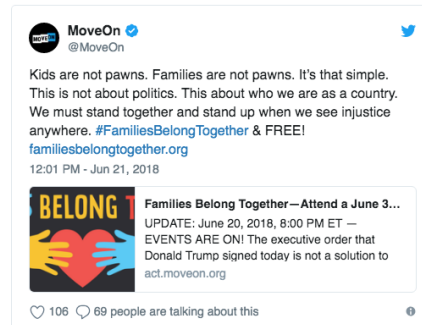 MoveOn
MOVEON
@MoveOn
Kids are not pawns. Families are not pawns. It's that simple.
This is not about politics. This about who we are as a country.
We must stand together and stand up when we see injustice
anywhere. #FamiliesBelongTogether & FREE!
familiesbelongtogether.org
12:01 PM - Jun 21, 2018
BELONG T
Families Belong Together—Attend a June 3...
UPDATE: June 20, 2018, 8:00 PM ET —
EVENTS ARE ON! The executive order that
Donald Trump signed today is not a solution to
act.moveon.org
106 69 people are talking about this